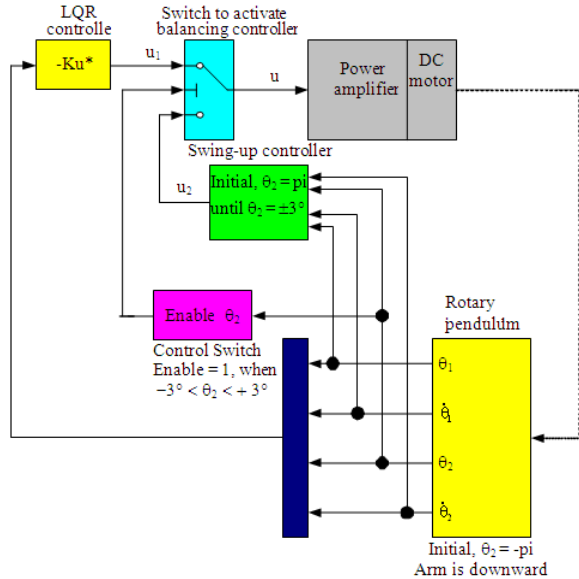 LQR
controlle
Switch to activate
balancing controller
-Ku*
u1
u
Power
amplifier
DC
motor
Swing-up controller
u2
Initial, θ2 = pi
until θ2 = ±3°
Enable θ2
Control Switch
Enable = 1, when
−3° < θ2 < + 3°
Rotary
pendulum
θ1
θ̇1
θ2
θ̇2
Initial, θ2 = -pi
Arm is downward